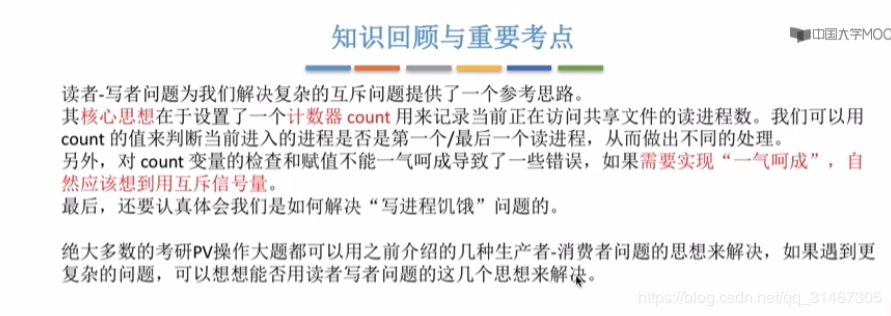 知识回顾与重要考点
中国大学MOO
读者-写者问题为我们解决复杂的互斥问题提供了一个参考思路。
其核心思想在于设置了一个计数器 count 用来记录当前正在访问共享文件的读进程数。我们可以用
count 的值来判断当前进入的进程是否是第一个/最后一个读进程，从而做出不同的处理。
另外，对 count 变量的检查和赋值不能一气呵成导致了一些错误，如果需要实现“一气呵成”，自
然应该想到用互斥信号量。
最后，还要认真体会我们是如何解决“写进程饥饿”问题的。
绝大多数的考研PV操作大题都可以用之前介绍的几种生产者-消费者问题的思想来解决，如果遇到更
复杂的问题，可以想想能否用读者写者问题的这几个思想来解决。
https://blog.csdn.net/qq_31467305